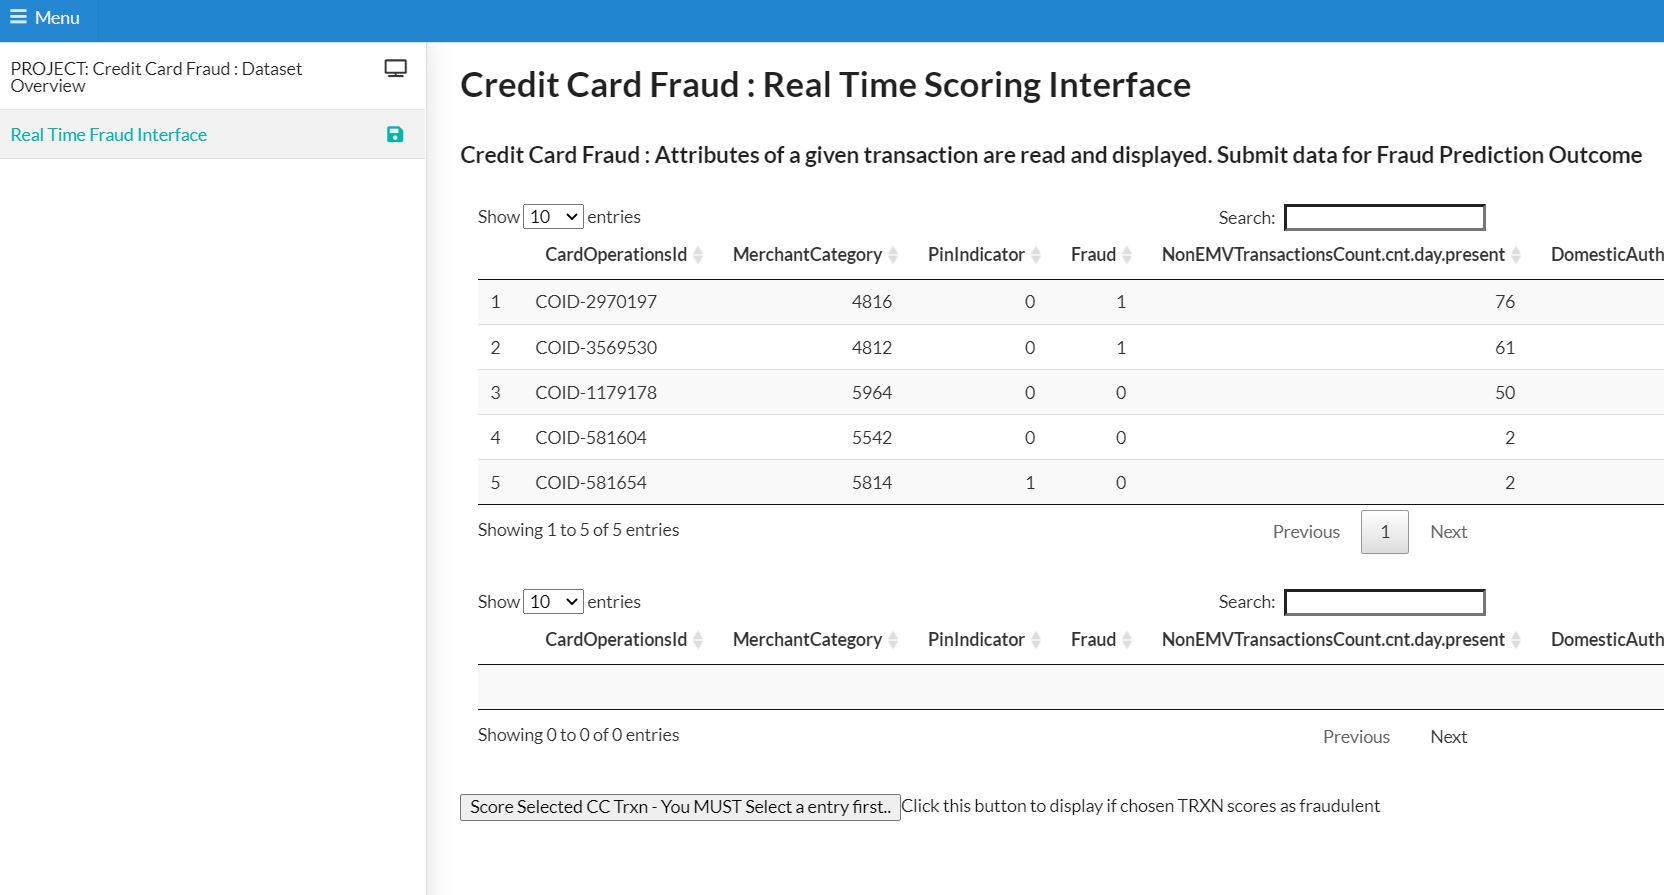 Menu
PROJECT: Credit Card Fraud : Dataset
Overview
Real Time Fraud Interface
Credit Card Fraud : Real Time Scoring Interface
Credit Card Fraud : Attributes of a given transaction are read and displayed. Submit data for Fraud Prediction Outcome
Show 10 entries Search:
CardOperationsId MerchantCategory PinIndicator Fraud NonEMVTransactionsCount.cnt.day.present DomesticAuth
1 COID-2970197 4816 0 1 76
2 COID-3569530 4812 0 1 61
3 COID-1179178 5964 0 0 50
4 COID-581604 5542 0 0 2
5 COID-581654 5814 1 0 2
Showing 1 to 5 of 5 entries Previous 1 Next
Show 10 entries Search:
CardOperationsId MerchantCategory PinIndicator Fraud NonEMVTransactionsCount.cnt.day.present DomesticAuth
Showing 0 to 0 of 0 entries Previous Next
Score Selected CC Trxn - You MUST Select a entry first.. Click this button to display if chosen TRXN scores as fraudulent